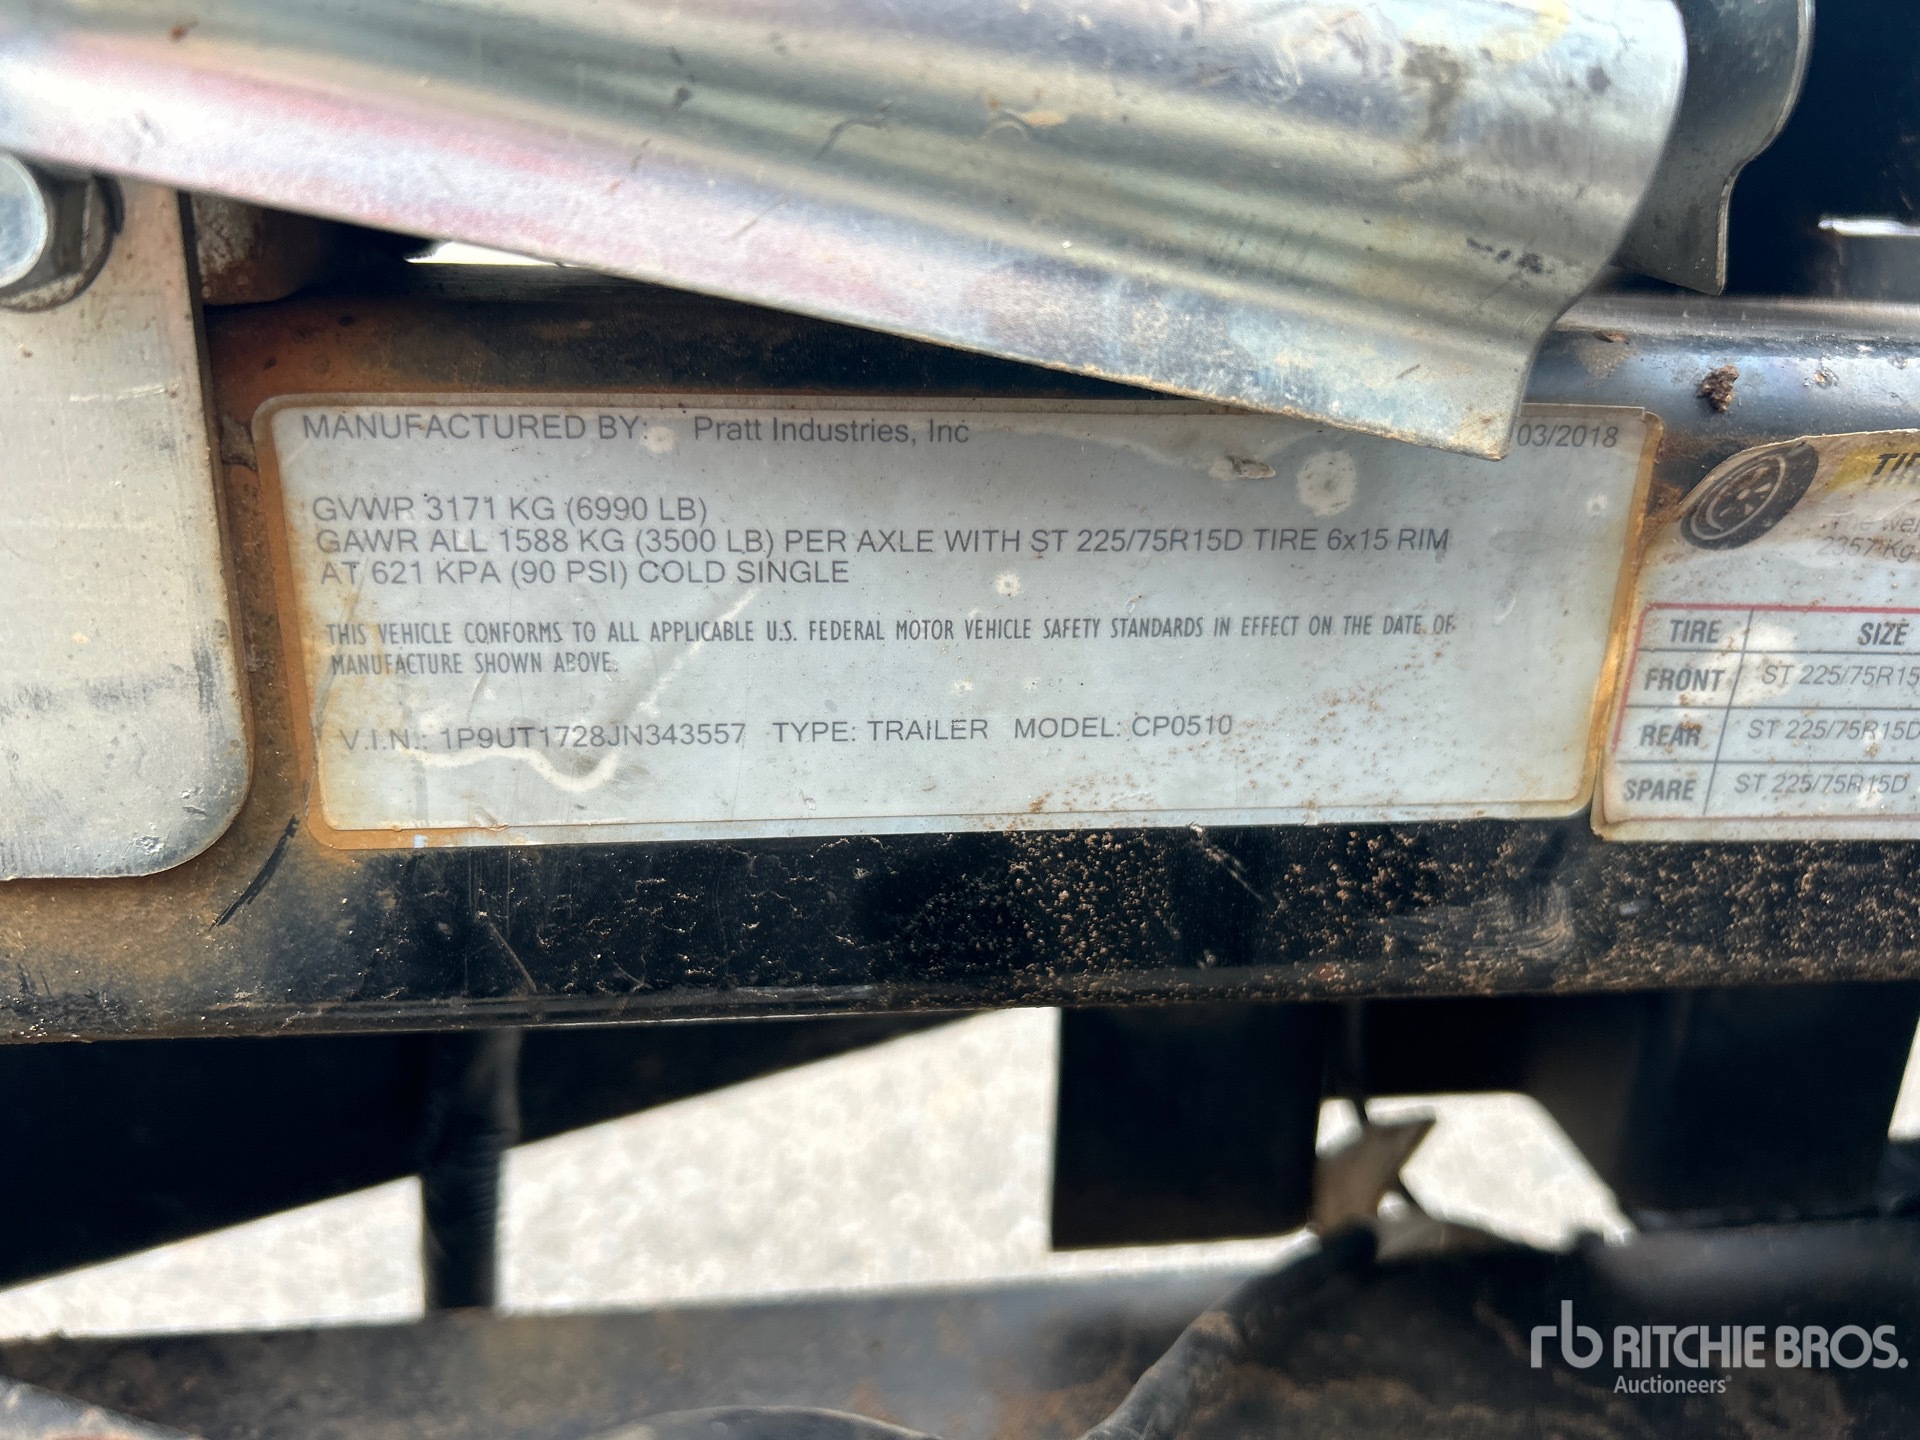 MANUFACTURED BY: Pratt Industries, Inc 03/2018
GVWR 3171 KG (6990 LB)
GAWR ALL 1588 KG (3500 LB) PER AXLE WITH ST 225/75R15D TIRE 6x15 RIM
AT 621 KPA (90 PSI) COLD SINGLE
THIS VEHICLE CONFORMS TO ALL APPLICABLE U.S. FEDERAL MOTOR VEHICLE SAFETY STANDARDS IN EFFECT ON THE DATE OF
MANUFACTURE SHOWN ABOVE.
V.I.N.: 1P9UT1728JN343557 TYPE: TRAILER MODEL: CP0510
The
2357 Kg
TIRE SIZE
FRONT ST 225/75R15
REAR ST 225/75R15D
SPARE ST 225/75R15D
rb RITCHIE BROS.
Auctioneers